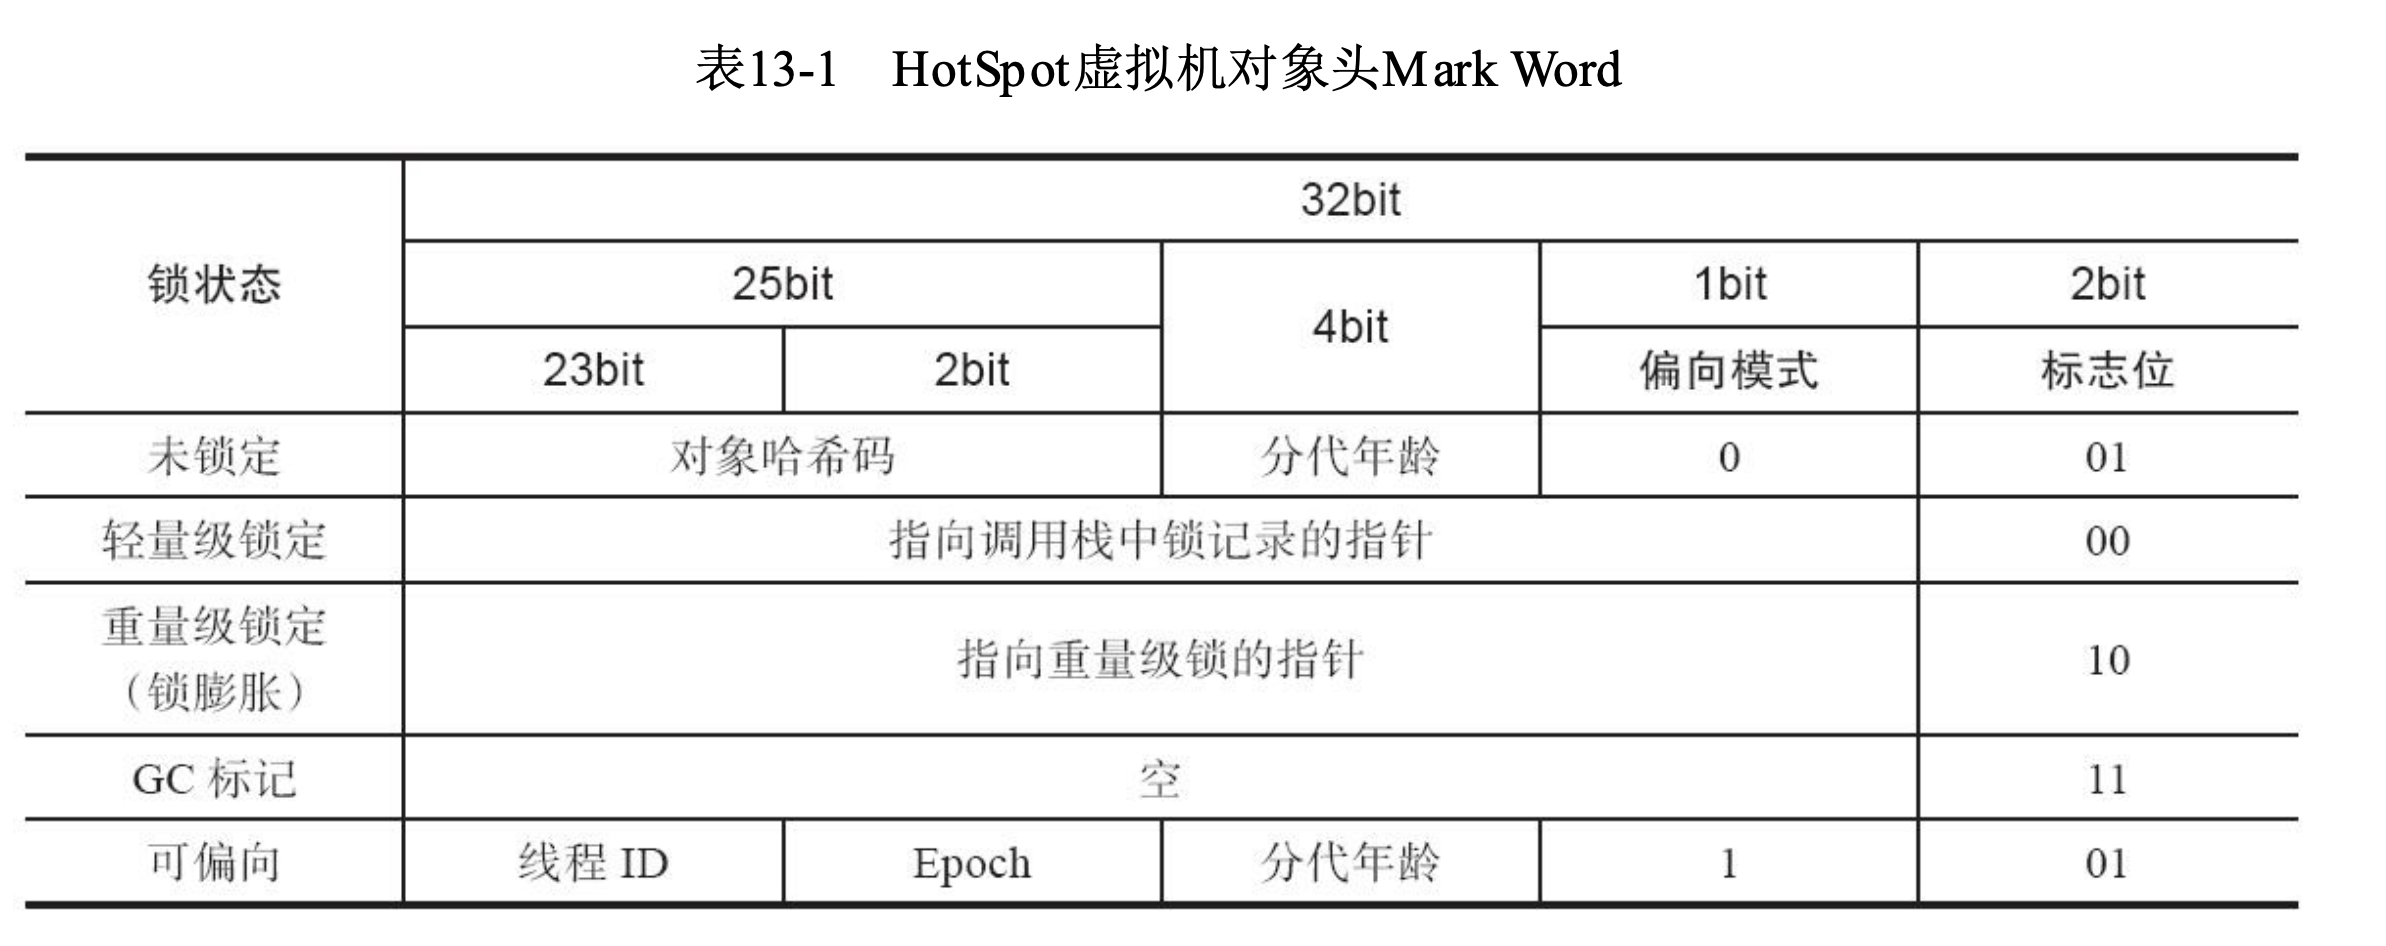 表13-1 HotSpot虚拟机对象头Mark Word
锁状态
32bit
25bit
4bit
1bit
2bit
23bit
2bit
偏向模式
标志位
未锁定
对象哈希码
分代年龄
0
01
轻量级锁定
指向调用栈中锁记录的指针
00
重量级锁定
（锁膨胀）
指向重量级锁的指针
10
GC 标记
空
11
可偏向
线程 ID
Epoch
分代年龄
1
01